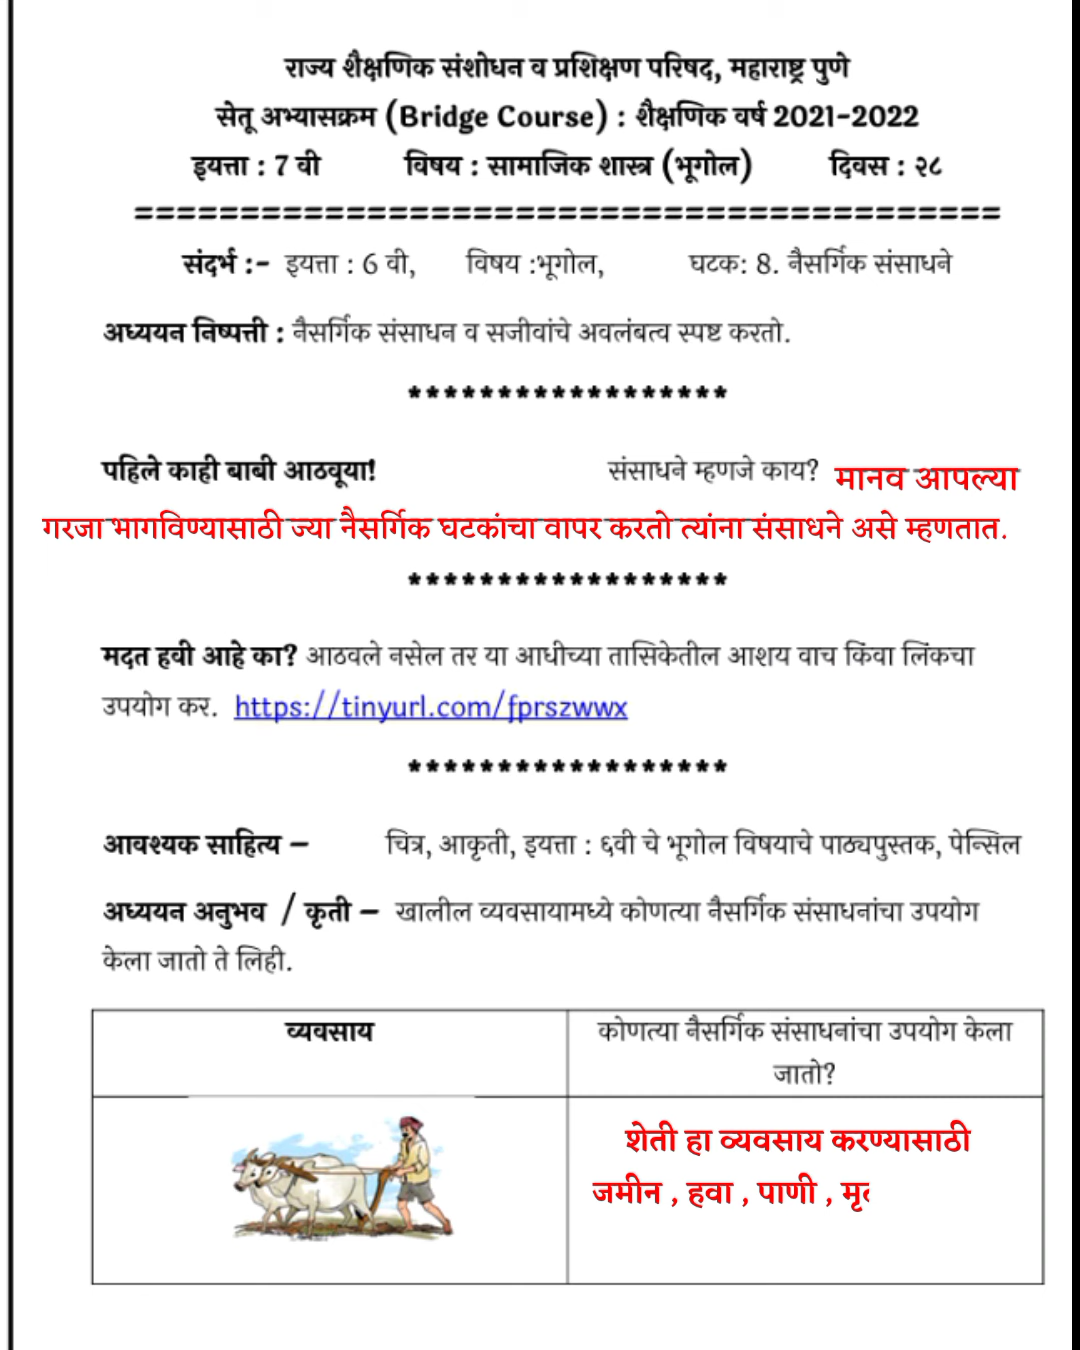 राज्य शैक्षणिक संशोधन व प्रशिक्षण परिषद, महाराष्ट्र पुणे
सेतू अभ्यासक्रम (Bridge Course) : शैक्षणिक वर्ष 2021-2022
इयत्ता : 7 वी विषय : सामाजिक शास्त्र (भूगोल) दिवस : २८
=========================================
संदर्भ :- इयत्ता : 6 वी, विषय :भूगोल, घटक: 8. नैसर्गिक संसाधने
अध्ययन निष्पत्ती : नैसर्गिक संसाधन व सजीवांचे अवलंबत्व स्पष्ट करतो.
******************
पहिले काही बाबी आठवूया! संसाधने म्हणजे काय? मानव आपल्या
गरजा भागविण्यासाठी ज्या नैसर्गिक घटकांचा वापर करतो त्यांना संसाधने असे म्हणतात.
******************
मदत हवी आहे का? आठवले नसेल तर या आधीच्या तासिकेतील आशय वाच किंवा लिंकचा
उपयोग कर. https://tinyurl.com/fprszwwx
******************
आवश्यक साहित्य – चित्र, आकृती, इयत्ता : ६वी चे भूगोल विषयाचे पाठ्यपुस्तक, पेन्सिल
अध्ययन अनुभव / कृती – खालील व्यवसायामध्ये कोणत्या नैसर्गिक संसाधनांचा उपयोग
केला जातो ते लिही.
व्यवसाय
कोणत्या नैसर्गिक संसाधनांचा उपयोग केला
जातो?
शेती हा व्यवसाय करण्यासाठी
जमीन , हवा , पाणी ,